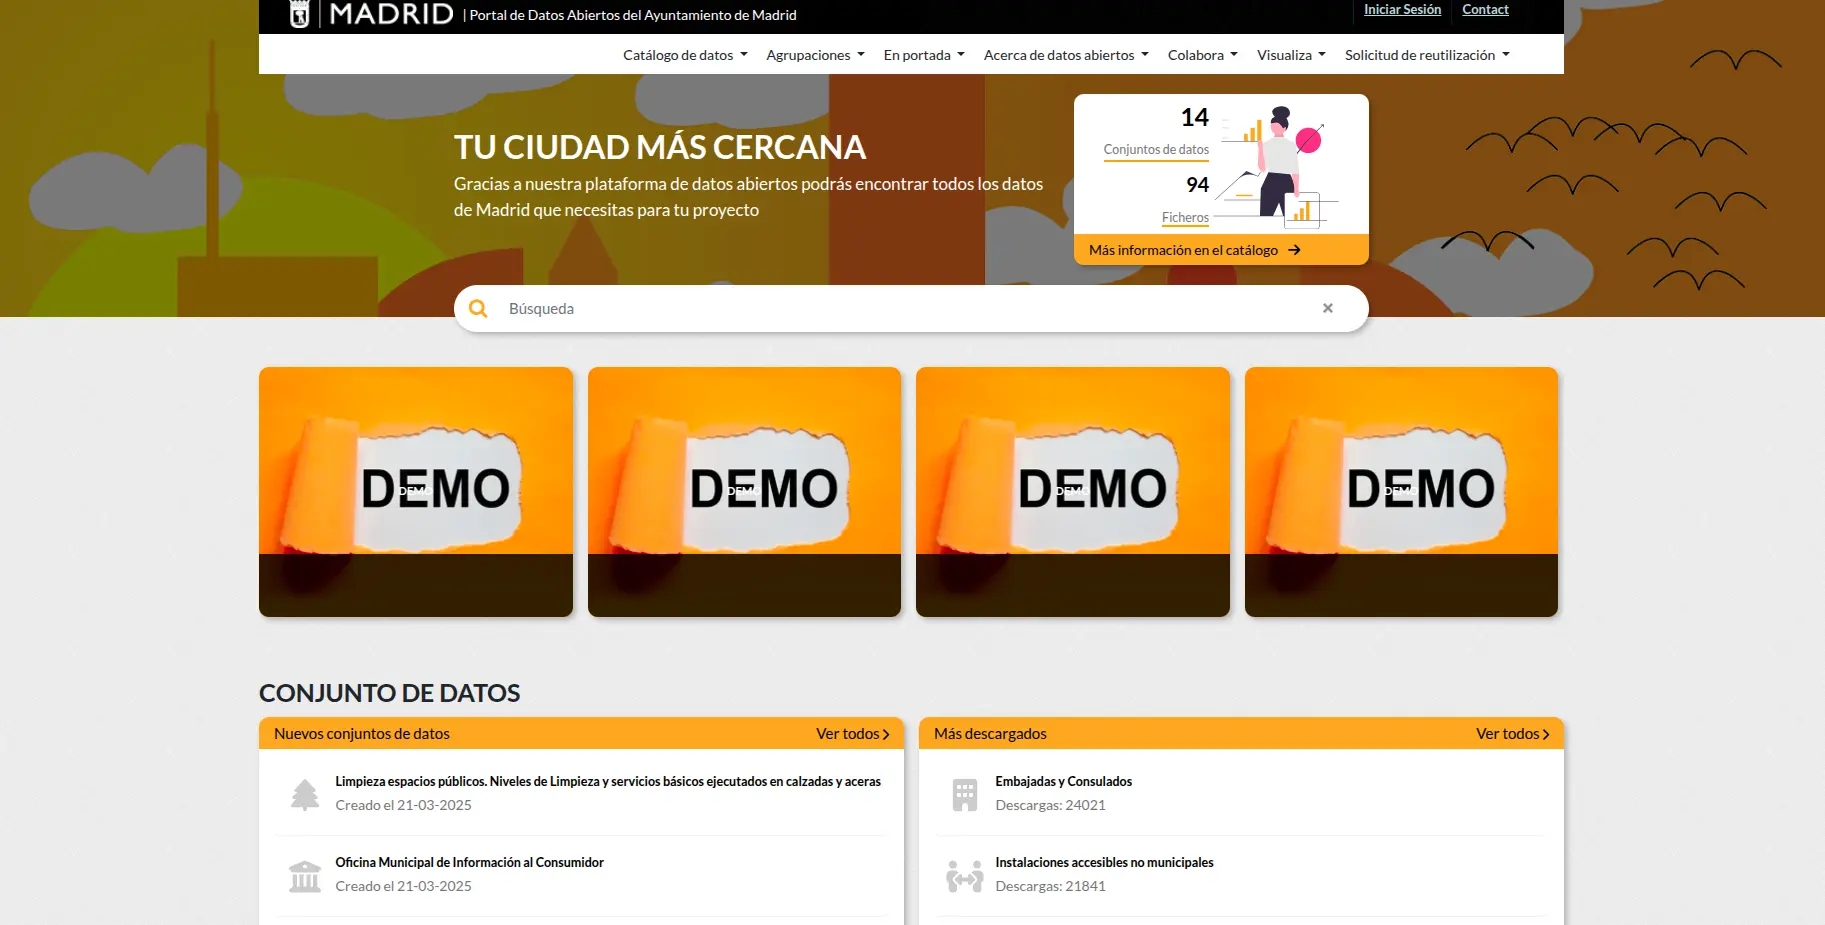 MADRID | Portal de Datos Abiertos del Ayuntamiento de Madrid
Iniciar Sesión Contact
Catálogo de datos Agrupaciones En portada Acerca de datos abiertos Colabora Visualiza Solicitud de reutilización
TU CIUDAD MÁS CERCANA
Gracias a nuestra plataforma de datos abiertos podrás encontrar todos los datos
de Madrid que necesitas para tu proyecto
14
Conjuntos de datos
94
Ficheros
Más información en el catálogo
Búsqueda
DEMO
DEMO
DEMO
DEMO
DEMO
DEMO
DEMO
DEMO
CONJUNTO DE DATOS
Nuevos conjuntos de datos Ver todos
Limpieza espacios públicos. Niveles de Limpieza y servicios básicos ejecutados en calzadas y aceras
Creado el 21-03-2025
Oficina Municipal de Información al Consumidor
Creado el 21-03-2025
Más descargados Ver todos
Embajadas y Consulados
Descargas: 24021
Instalaciones accesibles no municipales
Descargas: 21841